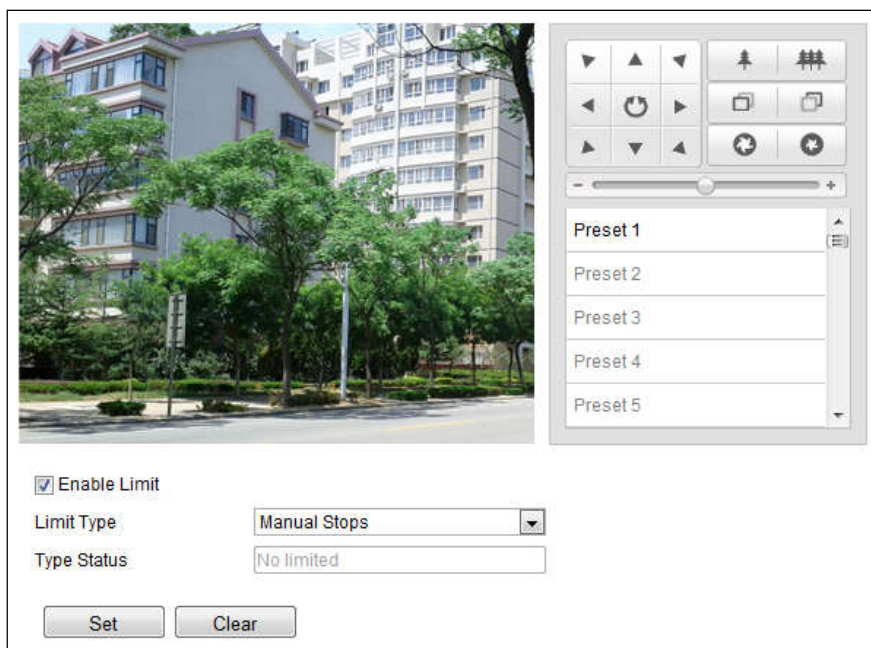 Preset 1
Preset 2
Preset 3
Preset 4
Preset 5
Enable Limit
Limit Type
Manual Stops
Type Status
No limited
Set
Clear